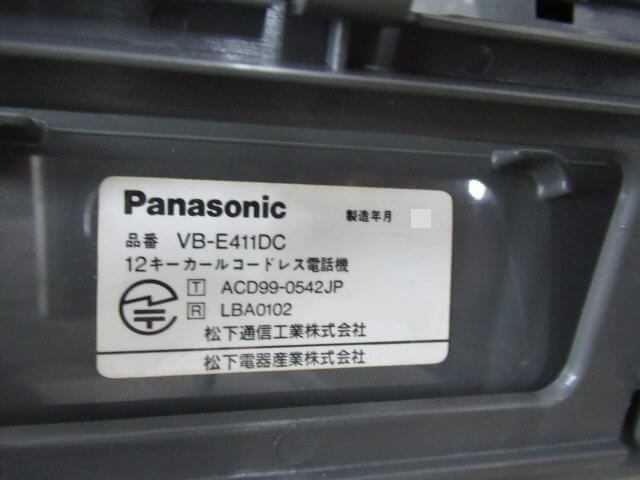 Panasonic 製造年月
品番 VB-E411DC
12キーカールコードレス電話機
T ACD99-0542JP
R LBA0102
松下通信工業株式会社
松下電器産業株式会社